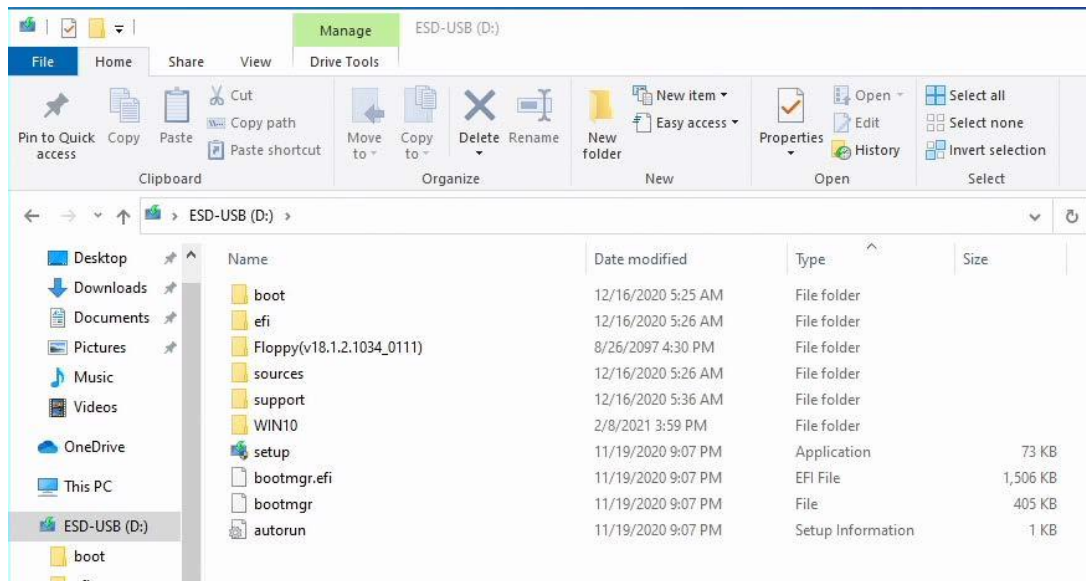 Manage ESD-USB (D:)
File Home Share View Drive Tools
Pin to Quick access
Copy
Paste
Cut
Copy path
Paste shortcut
Clipboard
Move to
Copy to
Delete
Rename
Organize
New folder
New item
Easy access
New
Properties
Open
Edit
History
Open
Select all
Select none
Invert selection
Select
ESD-USB (D:)
Desktop
Downloads
Documents
Pictures
Music
Videos
OneDrive
This PC
ESD-USB (D:)
boot
Name Date modified Type Size
boot 12/16/2020 5:25 AM File folder
efi 12/16/2020 5:26 AM File folder
Floppy(v18.1.2.1034_0111) 8/26/2097 4:30 PM File folder
sources 12/16/2020 5:26 AM File folder
support 12/16/2020 5:36 AM File folder
WIN10 2/8/2021 3:59 PM File folder
setup 11/19/2020 9:07 PM Application 73 KB
bootmgr.efi 11/19/2020 9:07 PM EFI File 1,506 KB
bootmgr 11/19/2020 9:07 PM File 405 KB
autorun 11/19/2020 9:07 PM Setup Information 1 KB